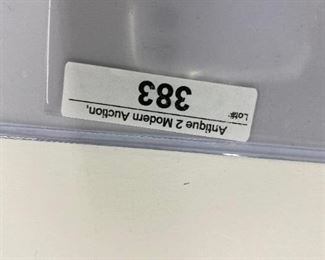 Antique 2 Modern Auction,
Lot#:
383